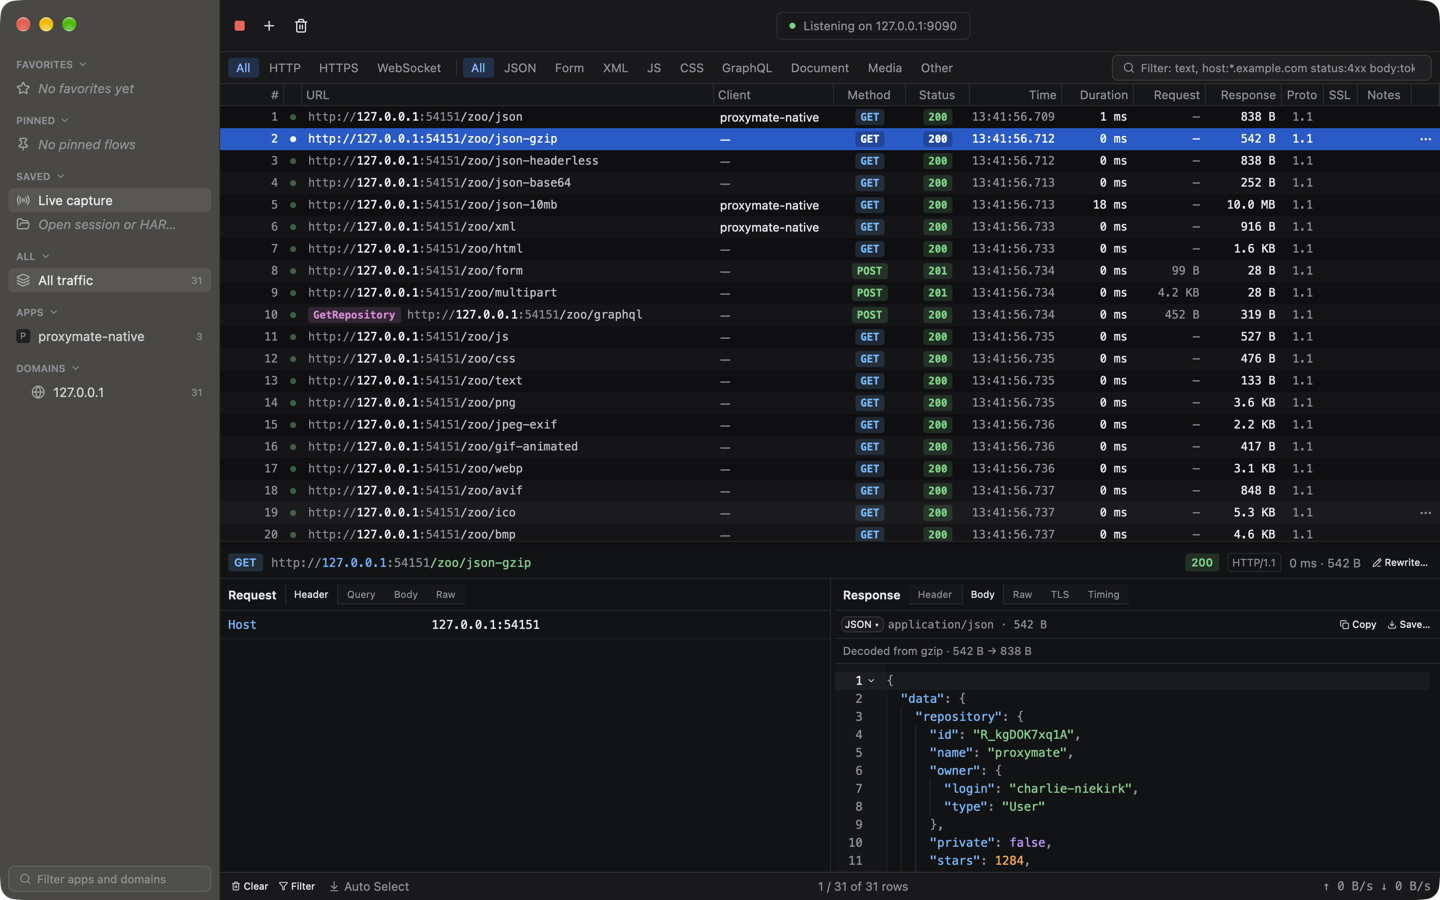 Listening on 127.0.0.1:9090
FAVORITES
No favorites yet
PINNED
No pinned flows
SAVED
Live capture
Open session or HAR...
ALL
All traffic 31
APPS
P proxymate-native 3
DOMAINS
127.0.0.1 31
Filter apps and domains
All HTTP HTTPS WebSocket All JSON Form XML JS CSS GraphQL Document Media Other Filter: text, host:*.example.com status:4xx body:tok
# URL Client Method Status Time Duration Request Response Proto SSL Notes
1 http://127.0.0.1:54151/zoo/json proxymate-native GET 200 13:41:56.709 1 ms — 838 B 1.1
2 http://127.0.0.1:54151/zoo/json-gzip — GET 200 13:41:56.712 0 ms — 542 B 1.1 ...
3 http://127.0.0.1:54151/zoo/json-headerless — GET 200 13:41:56.712 0 ms — 838 B 1.1
4 http://127.0.0.1:54151/zoo/json-base64 — GET 200 13:41:56.713 0 ms — 252 B 1.1
5 http://127.0.0.1:54151/zoo/json-10mb proxymate-native GET 200 13:41:56.713 18 ms — 10.0 MB 1.1
6 http://127.0.0.1:54151/zoo/xml proxymate-native GET 200 13:41:56.733 0 ms — 916 B 1.1
7 http://127.0.0.1:54151/zoo/html — GET 200 13:41:56.733 0 ms — 1.6 KB 1.1
8 http://127.0.0.1:54151/zoo/form — POST 201 13:41:56.734 0 ms 99 B 28 B 1.1
9 http://127.0.0.1:54151/zoo/multipart — POST 201 13:41:56.734 0 ms 4.2 KB 28 B 1.1
10 GetRepository http://127.0.0.1:54151/zoo/graphql — POST 200 13:41:56.734 0 ms 452 B 319 B 1.1
11 http://127.0.0.1:54151/zoo/js — GET 200 13:41:56.735 0 ms — 527 B 1.1
12 http://127.0.0.1:54151/zoo/css — GET 200 13:41:56.735 0 ms — 476 B 1.1
13 http://127.0.0.1:54151/zoo/text — GET 200 13:41:56.735 0 ms — 133 B 1.1
14 http://127.0.0.1:54151/zoo/png — GET 200 13:41:56.735 0 ms — 3.6 KB 1.1
15 http://127.0.0.1:54151/zoo/jpeg-exif — GET 200 13:41:56.736 0 ms — 2.2 KB 1.1
16 http://127.0.0.1:54151/zoo/gif-animated — GET 200 13:41:56.736 0 ms — 417 B 1.1
17 http://127.0.0.1:54151/zoo/webp — GET 200 13:41:56.736 0 ms — 3.1 KB 1.1
18 http://127.0.0.1:54151/zoo/avif — GET 200 13:41:56.737 0 ms — 848 B 1.1
19 http://127.0.0.1:54151/zoo/ico — GET 200 13:41:56.737 0 ms — 5.3 KB 1.1 ...
20 http://127.0.0.1:54151/zoo/bmp — GET 200 13:41:56.737 0 ms — 4.6 KB 1.1
GET http://127.0.0.1:54151/zoo/json-gzip 200 HTTP/1.1 0 ms · 542 B Rewrite...
Request Header Query Body Raw
Host 127.0.0.1:54151
Response Header Body Raw TLS Timing
JSON application/json · 542 B Copy Save...
Decoded from gzip · 542 B → 838 B
1 {
2 "data": {
3 "repository": {
4 "id": "R_kgDOK7xq1A",
5 "name": "proxymate",
6 "owner": {
7 "login": "charlie-niekirk",
8 "type": "User"
9 },
10 "private": false,
11 "stars": 1284,
Clear Filter Auto Select 1 / 31 of 31 rows ↑ 0 B/s ↓ 0 B/s